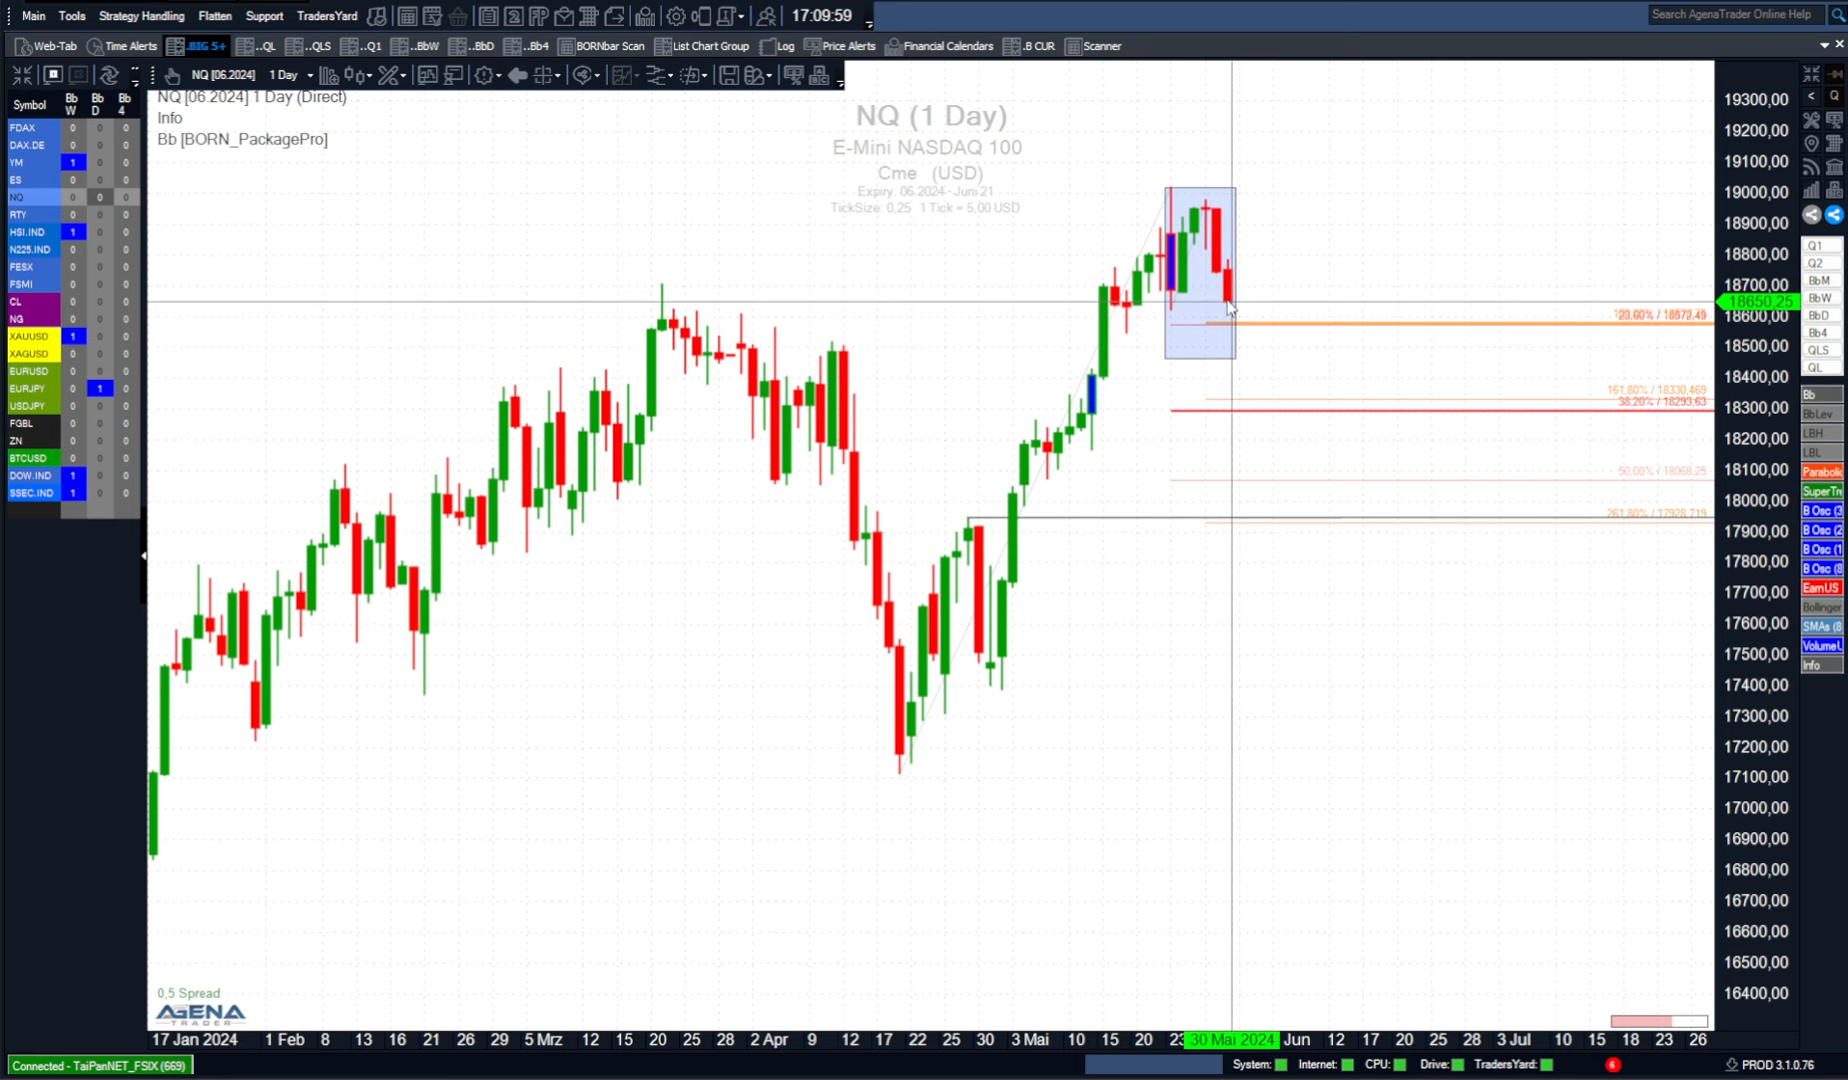 Main Tools Strategy Handling Flatten Support TradersYard 17:09:59 Search AgenaTrader Online Help
Web-Tab Time Alerts .BIG 5+ ..QL ..QLS ..Q1 ..BbW ..BbD ..Bb4 BORNbar Scan List Chart Group Log Price Alerts Financial Calendars .B CUR Scanner
NQ [06.2024] 1 Day
Symbol Bb W Bb D Bb 4
FDAX 0 0 0
DAX.DE 0 0 0
YM 1 0 0
ES 0 0 0
NQ 0 0 0
RTY 0 0 0
HSI.IND 1 0 0
N225.IND 0 0 0
FESX 0 0 0
FSMI 0 0 0
CL 0 0 0
NG 0 0 0
XAUUSD 1 0 0
XAGUSD 0 0 0
EURUSD 0 0 0
EURJPY 0 1 0
USDJPY 0 0 0
FGBL 0 0 0
ZN 0 0 0
BTCUSD 0 0 0
DOW.IND 1 0 0
SSEC.IND 1 0 0
NQ [06.2024] 1 Day (Direct)
Info
Bb [BORN_PackagePro]
NQ (1 Day)
E-Mini NASDAQ 100
Cme (USD)
Expiry: 06.2024 - Juni 21
TickSize: 0,25 1 Tick = 5,00 USD
161,80% / 18330,469
38,20% / 18293,63
50,00% / 18068,25
261,80% / 17928,719
19300,00
19200,00
19100,00
19000,00
18900,00
18800,00
18700,00
18650,25
18600,00
18500,00
18400,00
18300,00
18200,00
18100,00
18000,00
17900,00
17800,00
17700,00
17600,00
17500,00
17400,00
17300,00
17200,00
17100,00
17000,00
16900,00
16800,00
16700,00
16600,00
16500,00
16400,00
< Q
Q1
Q2
BbM
BbW
BbD
Bb4
QLS
QL
Bb
BbLev
LBH
LBL
Parabolic
SuperTre
B Osc (3
B Osc (2
B Osc (1
B Osc (8
EarnUS
Bollinger
SMAs (8
VolumeU
Info
0,5 Spread
AGENA
TRADER
17 Jan 2024 1 Feb 8 13 16 21 26 29 5 Mrz 12 15 20 25 28 2 Apr 9 12 17 22 25 30 3 Mai 10 15 20 23 30 Mai 2024 Jun 12 17 20 25 28 3 Jul 10 15 18 23 26
Connected - TaiPanNET_FSIX (669) System: Internet: CPU: Drive: TradersYard: 6 PROD 3.1.0.76